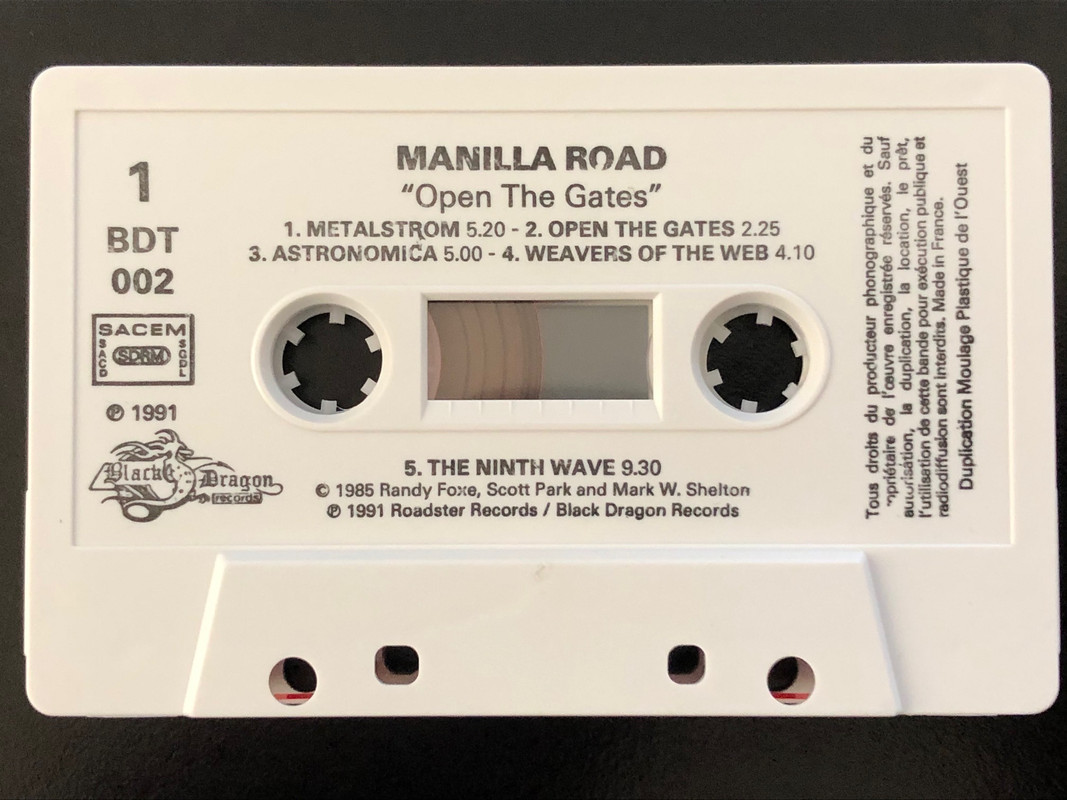 1
BDT
002
SACEM
SACD
SDRM
SGDL
℗ 1991
Black Dragon
records
MANILLA ROAD
“Open The Gates”
1. METALSTROM 5.20 - 2. OPEN THE GATES 2.25
3. ASTRONOMICA 5.00 - 4. WEAVERS OF THE WEB 4.10
5. THE NINTH WAVE 9.30
© 1985 Randy Foxe, Scott Park and Mark W. Shelton
℗ 1991 Roadster Records / Black Dragon Records
Tous droits du producteur phonographique et du
propriétaire de l'œuvre enregistrée réservés. Sauf
autorisation, la duplication, la location, le prêt,
l'utilisation de cette bande pour exécution publique et
radiodiffusion sont interdits. Made in France.
Duplication Moulage Plastique de l'Ouest